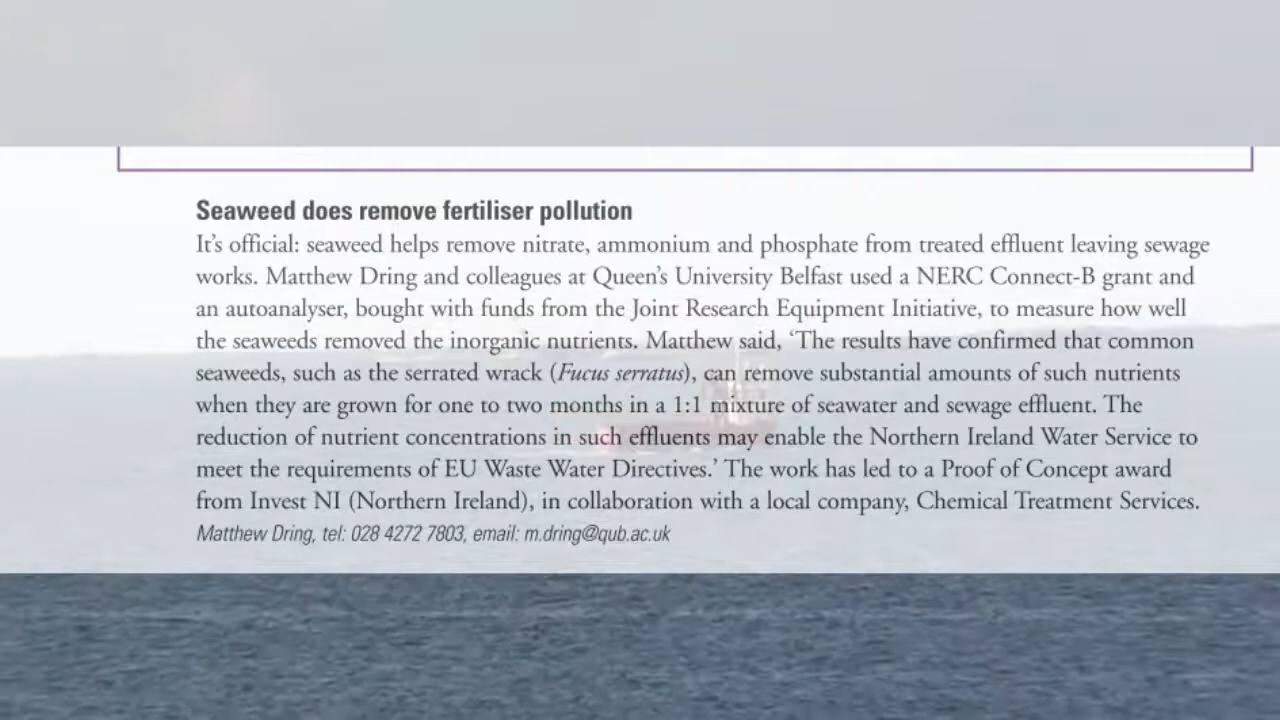 Seaweed does remove fertiliser pollution
It's official: seaweed helps remove nitrate, ammonium and phosphate from treated effluent leaving sewage
works. Matthew Dring and colleagues at Queen's University Belfast used a NERC Connect-B grant and
an autoanalyser, bought with funds from the Joint Research Equipment Initiative, to measure how well
the seaweeds removed the inorganic nutrients. Matthew said, ‘The results have confirmed that common
seaweeds, such as the serrated wrack (Fucus serratus), can remove substantial amounts of such nutrients
when they are grown for one to two months in a 1:1 mixture of seawater and sewage effluent. The
reduction of nutrient concentrations in such effluents may enable the Northern Ireland Water Service to
meet the requirements of EU Waste Water Directives.’ The work has led to a Proof of Concept award
from Invest NI (Northern Ireland), in collaboration with a local company, Chemical Treatment Services.
Matthew Dring, tel: 028 4272 7803, email: m.dring@qub.ac.uk